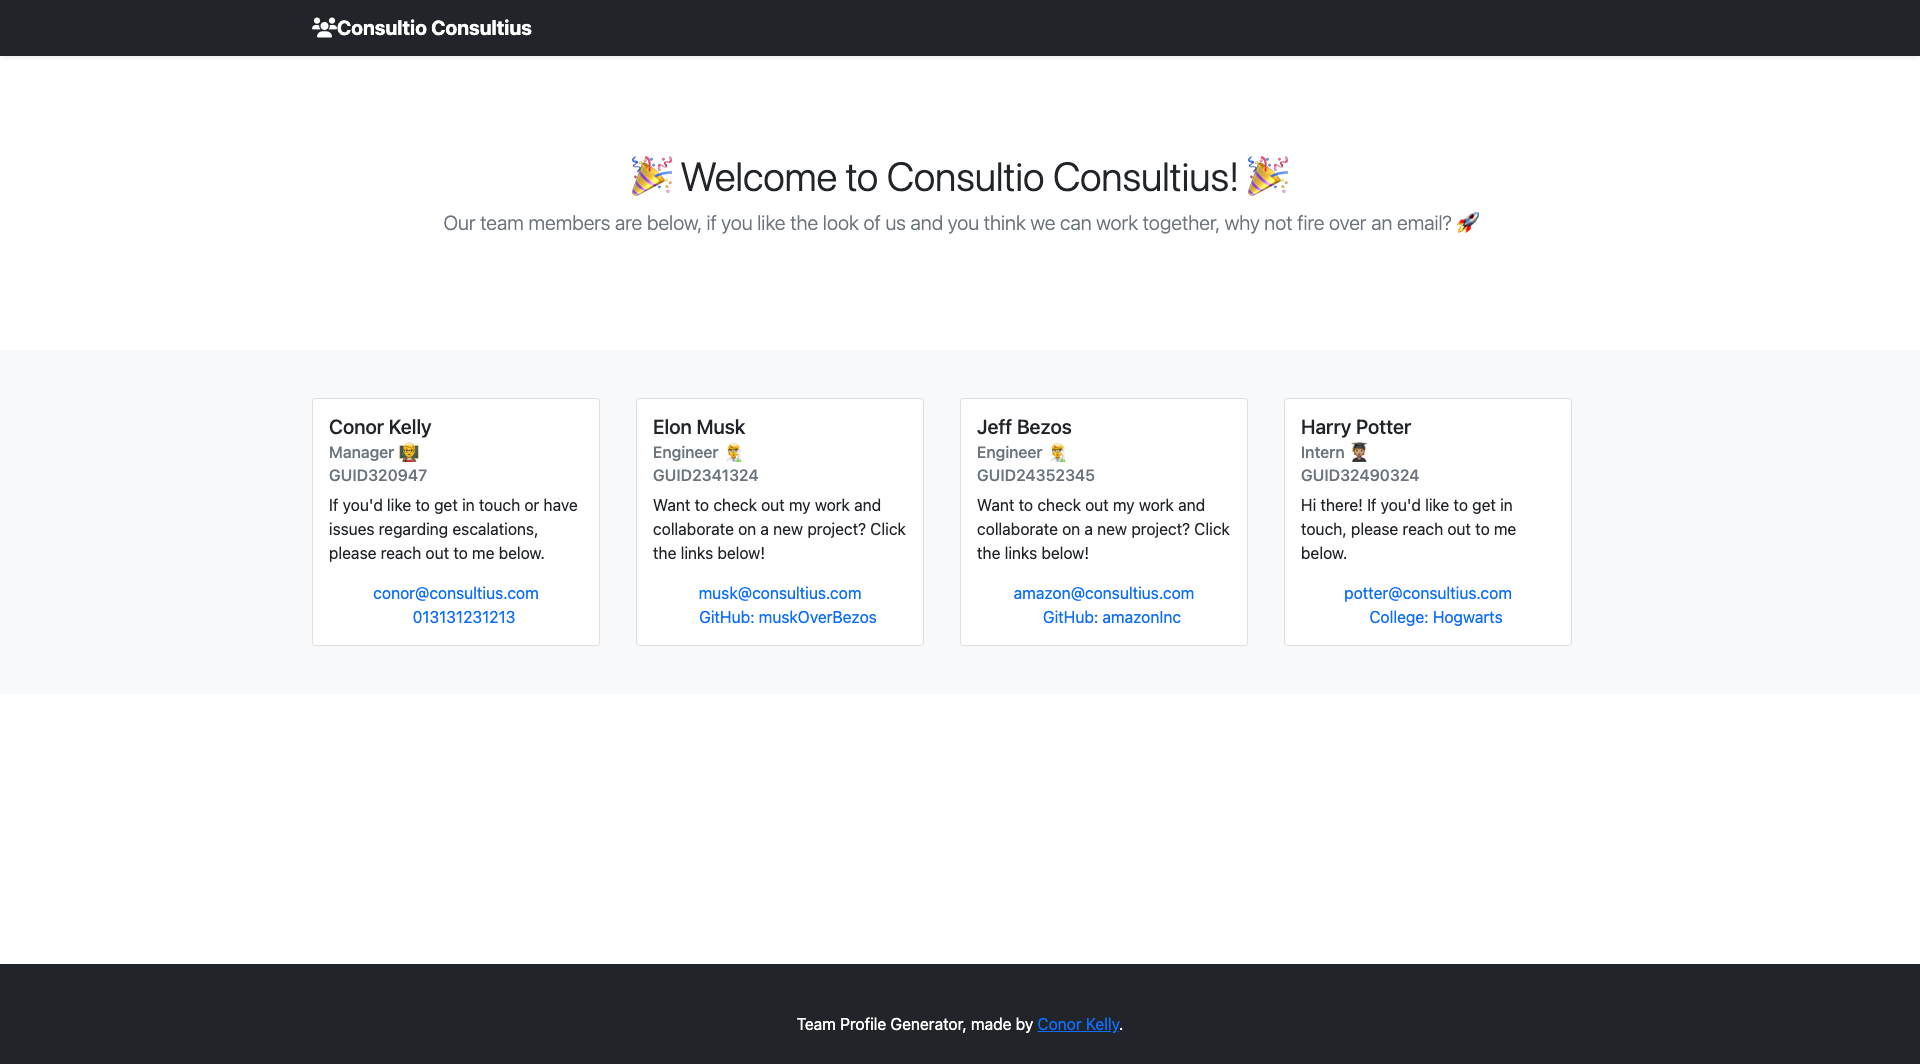 Consultio Consultius
🎉 Welcome to Consultio Consultius! 🎉
Our team members are below, if you like the look of us and you think we can work together, why not fire over an email? 🚀
Conor Kelly
Manager 👨‍🏫
GUID320947
If you'd like to get in touch or have
issues regarding escalations,
please reach out to me below.
conor@consultius.com
013131231213
Elon Musk
Engineer 👨‍🔬
GUID2341324
Want to check out my work and
collaborate on a new project? Click
the links below!
musk@consultius.com
GitHub: muskOverBezos
Jeff Bezos
Engineer 👨‍🔬
GUID24352345
Want to check out my work and
collaborate on a new project? Click
the links below!
amazon@consultius.com
GitHub: amazonInc
Harry Potter
Intern 👨🏽‍🎓
GUID32490324
Hi there! If you'd like to get in
touch, please reach out to me
below.
potter@consultius.com
College: Hogwarts
Team Profile Generator, made by Conor Kelly.